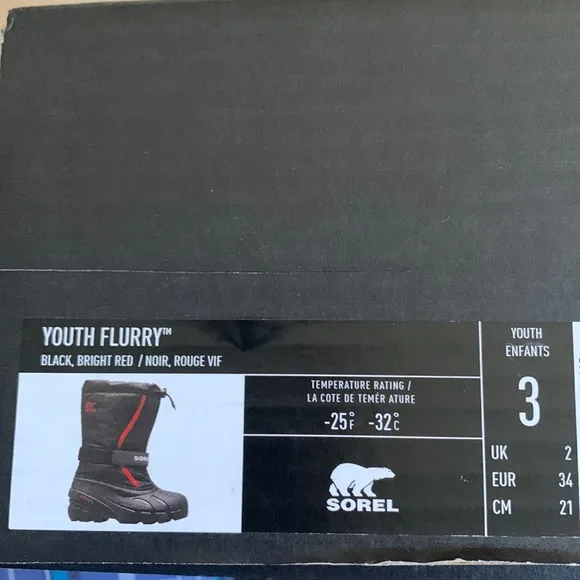 YOUTH FLURRY™
BLACK, BRIGHT RED / NOIR, ROUGE VIF
TEMPERATURE RATING /
LA COTE DE TEMÉR ATURE
-25°F -32°C
SOREL
SOREL
YOUTH
ENFANTS
3
UK 2
EUR 34
CM 21